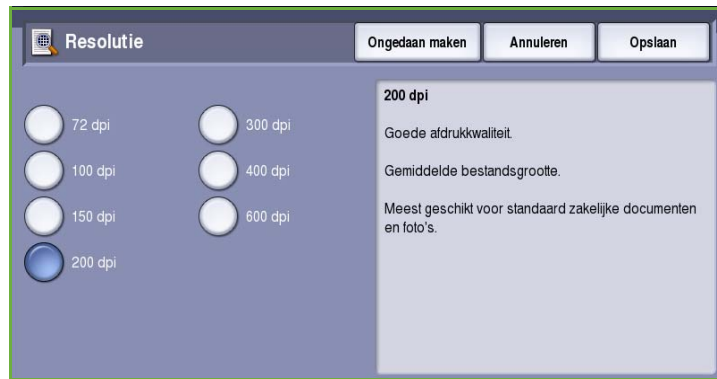 Resolutie
Ongedaan maken
Annuleren
Opslaan
72 dpi
100 dpi
150 dpi
200 dpi
300 dpi
400 dpi
600 dpi
200 dpi
Goede afdrukkwaliteit.
Gemiddelde bestandsgrootte.
Meest geschikt voor standaard zakelijke documenten
en foto's.